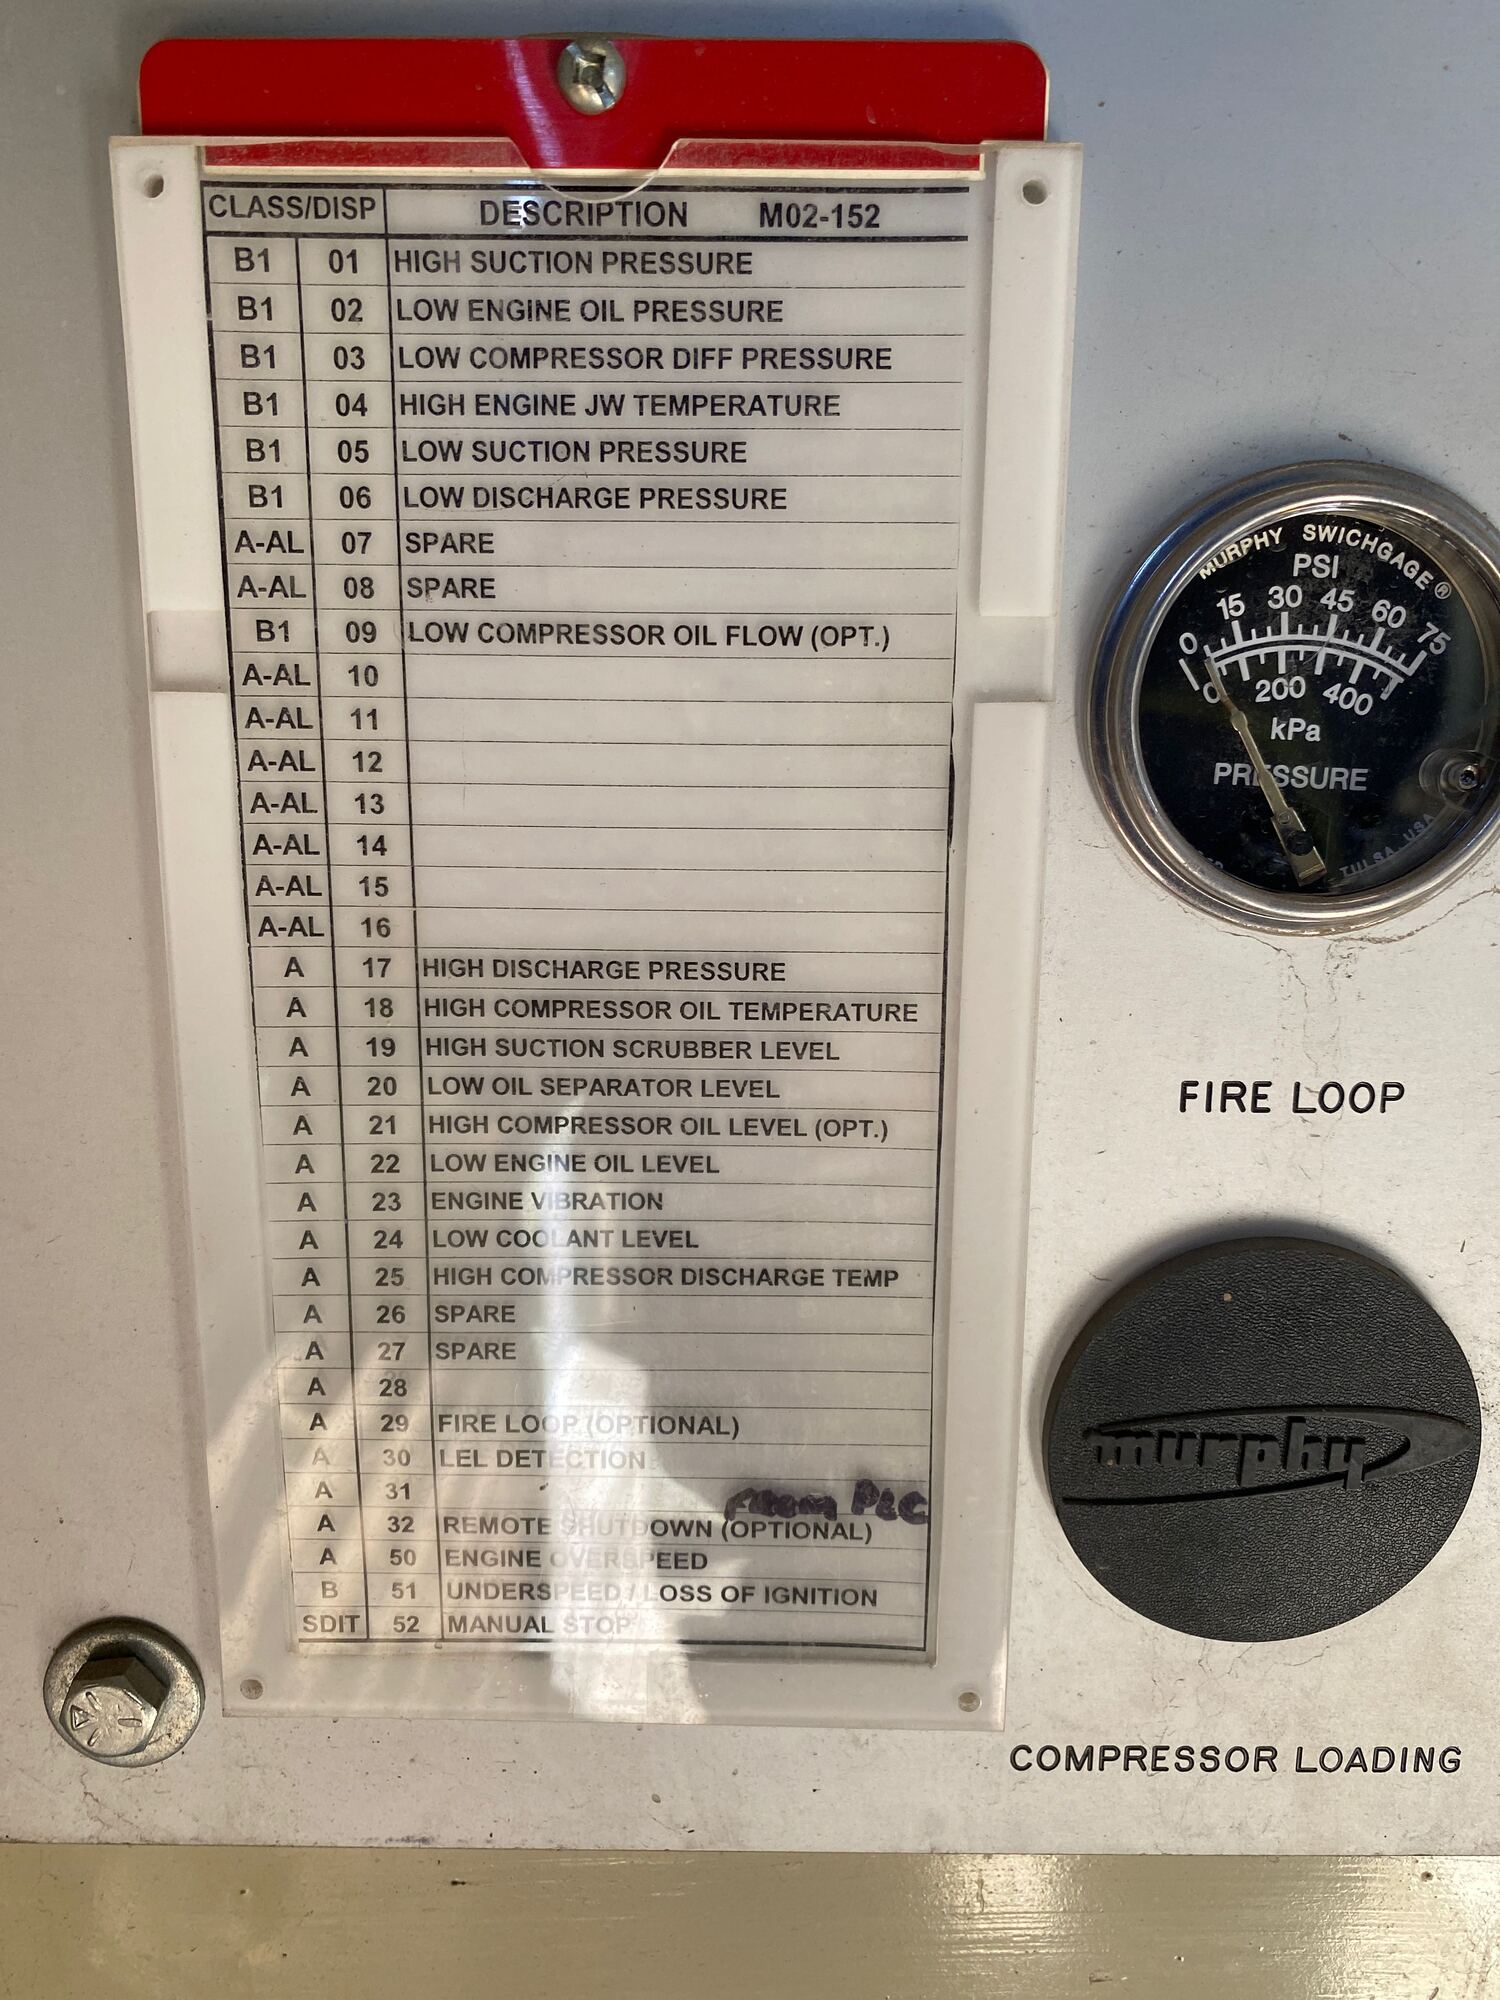 CLASS/DISP DESCRIPTION M02-152
B1 01 HIGH SUCTION PRESSURE
B1 02 LOW ENGINE OIL PRESSURE
B1 03 LOW COMPRESSOR DIFF PRESSURE
B1 04 HIGH ENGINE JW TEMPERATURE
B1 05 LOW SUCTION PRESSURE
B1 06 LOW DISCHARGE PRESSURE
A-AL 07 SPARE
A-AL 08 SPARE
B1 09 LOW COMPRESSOR OIL FLOW (OPT.)
A-AL 10
A-AL 11
A-AL 12
A-AL 13
A-AL 14
A-AL 15
A-AL 16
A 17 HIGH DISCHARGE PRESSURE
A 18 HIGH COMPRESSOR OIL TEMPERATURE
A 19 HIGH SUCTION SCRUBBER LEVEL
A 20 LOW OIL SEPARATOR LEVEL
A 21 HIGH COMPRESSOR OIL LEVEL (OPT.)
A 22 LOW ENGINE OIL LEVEL
A 23 ENGINE VIBRATION
A 24 LOW COOLANT LEVEL
A 25 HIGH COMPRESSOR DISCHARGE TEMP
A 26 SPARE
A 27 SPARE
A 28
A 29 FIRE LOOP (OPTIONAL)
A 30 LEL DETECTION
A 31
PLC
A 32 REMOTE SHUTDOWN (OPTIONAL)
A 50 ENGINE OVERSPEED
B 51 UNDERSPEED / LOSS OF IGNITION
SDIT 52 MANUAL STOP
MURPHY SWICHGAGE®
PSI
0 15 30 45 60 75
0 200 400
kPa
PRESSURE
TULSA, USA
FIRE LOOP
murphy
COMPRESSOR LOADING